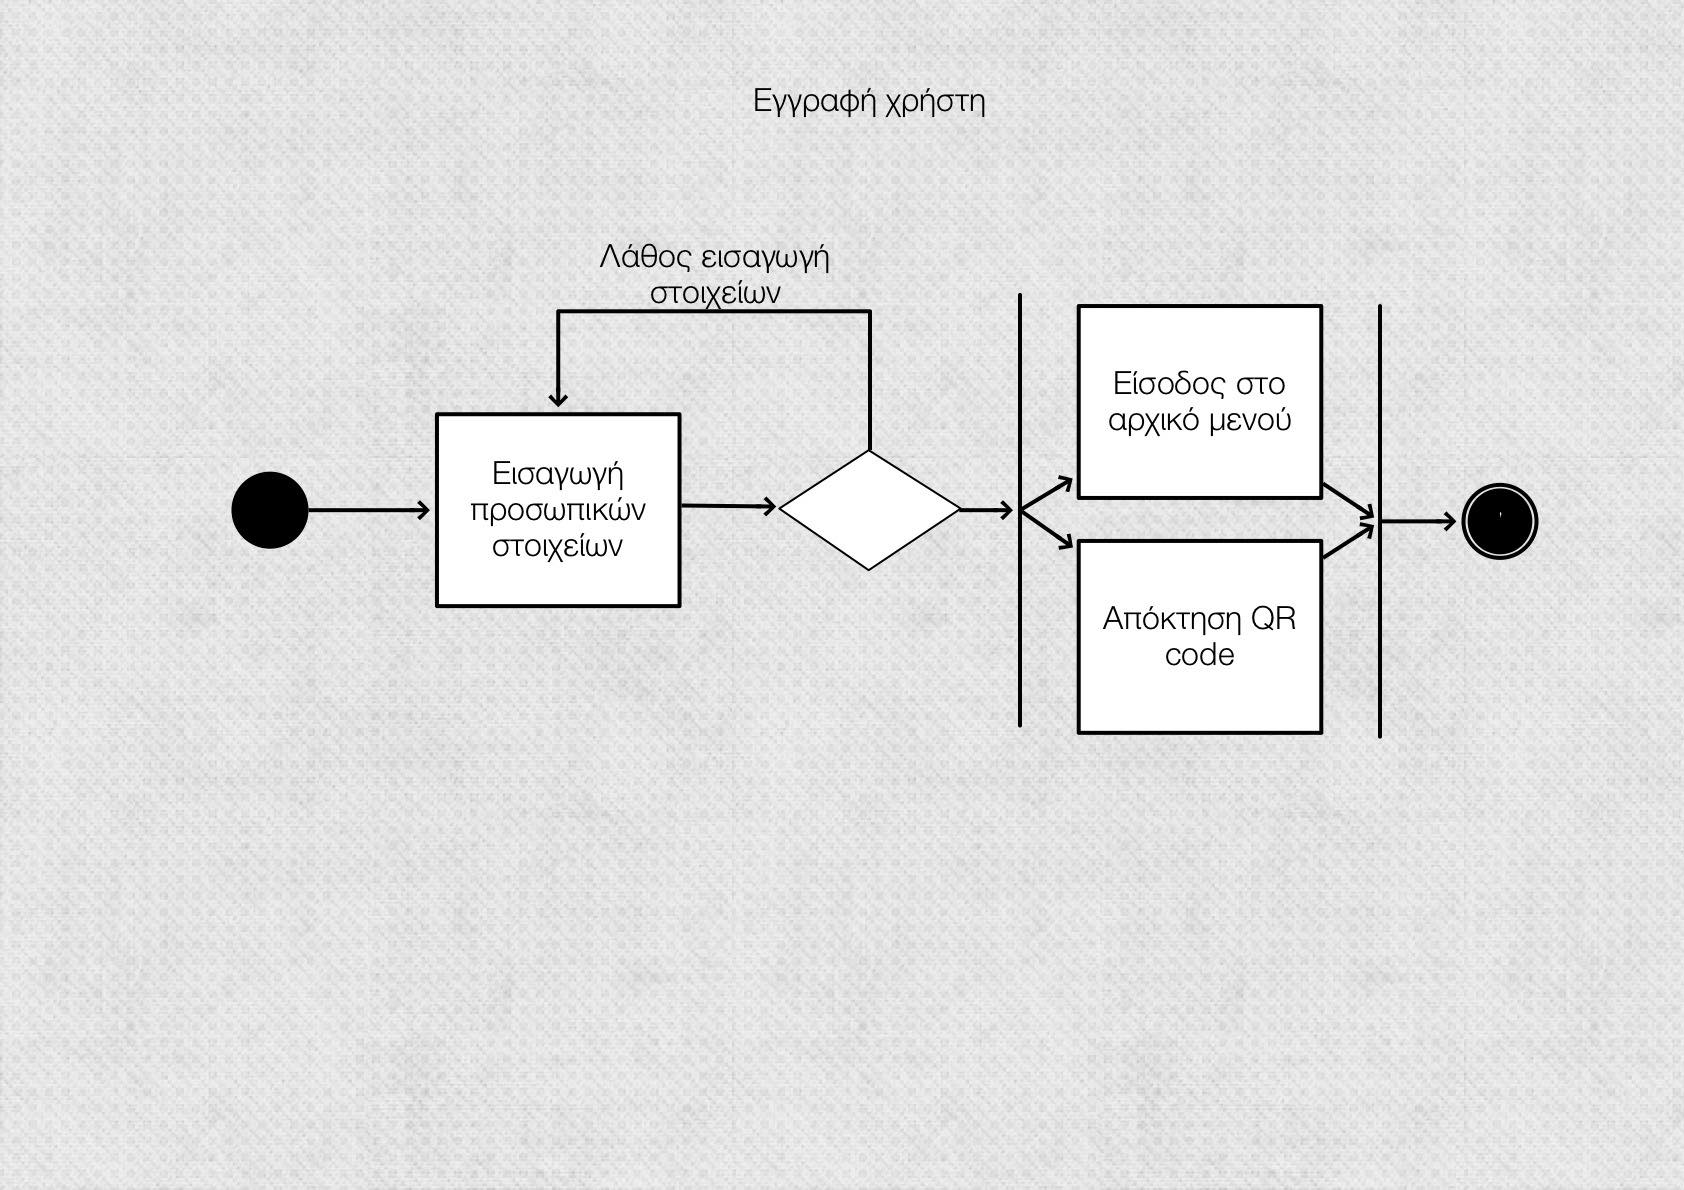 Εγγραφή χρήστη
Λάθος εισαγωγή
στοιχείων
Εισαγωγή
προσωπικών
στοιχείων
Είσοδος στο
αρχικό μενού
Απόκτηση QR
code